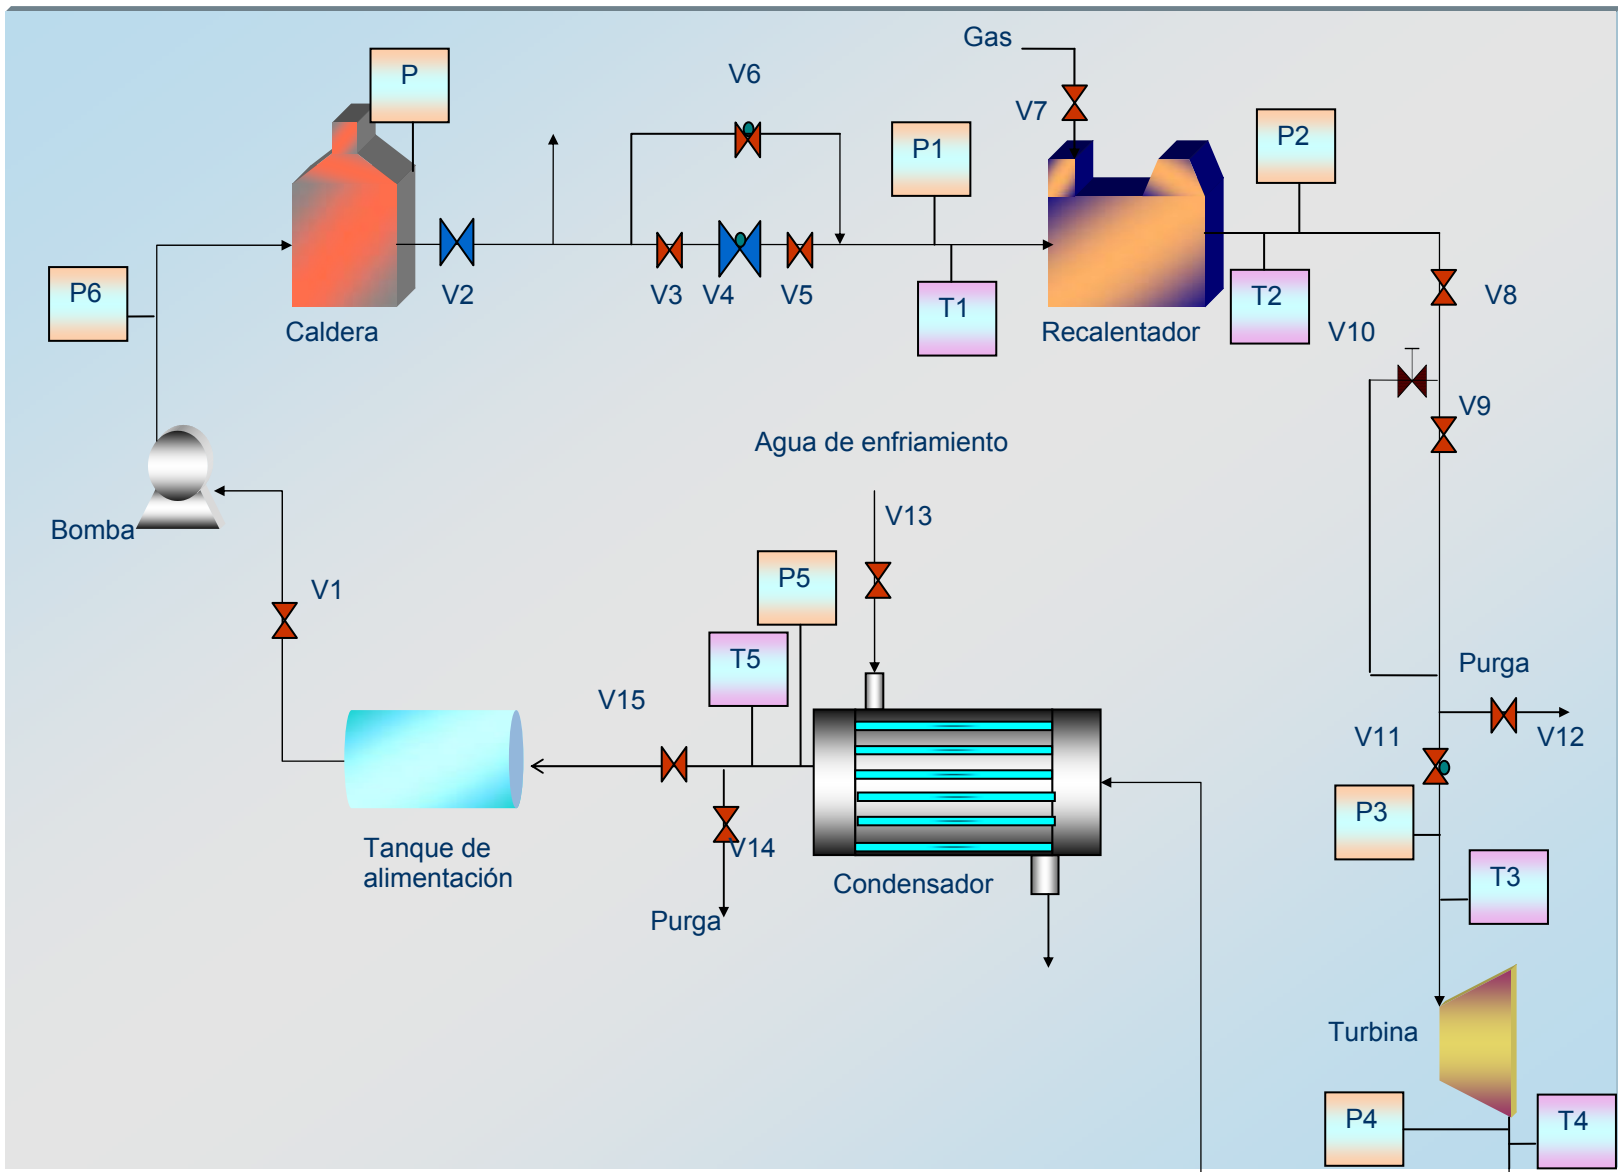 Gas
P
V6
V7
P1
P2
P6
V2
V3
V4
V5
T1
T2
V8
Caldera
Recalentador
V10
V9
Agua de enfriamiento
Bomba
V13
V1
P5
T5
Purga
V15
V11
V12
P3
Tanque de
alimentación
V14
Condensador
T3
Purga
Turbina
P4
T4